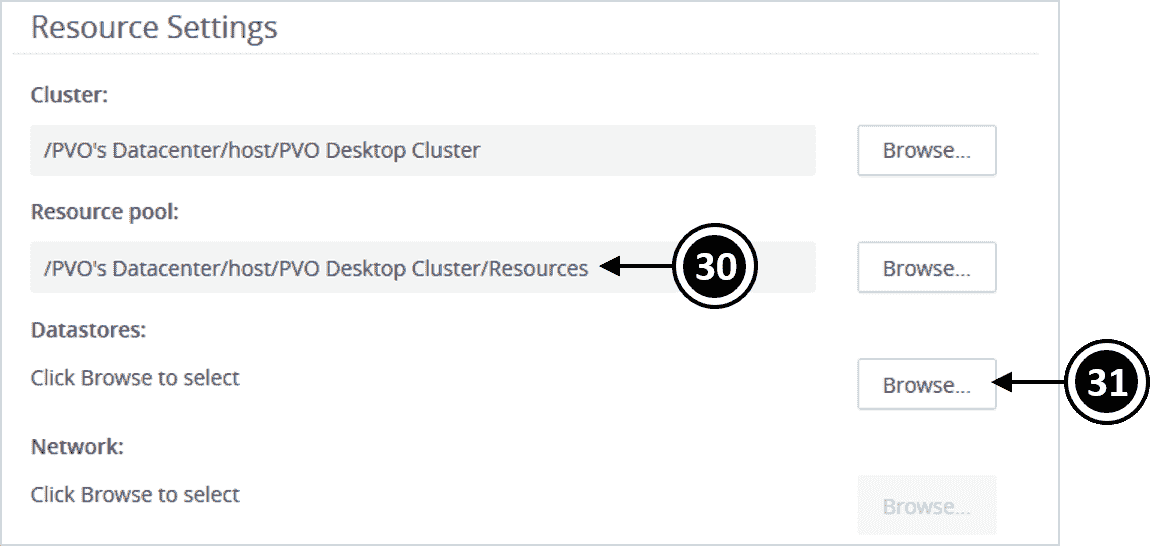 Resource Settings
Cluster:
/PVO's Datacenter/host/PVO Desktop Cluster
Browse...
Resource pool:
/PVO's Datacenter/host/PVO Desktop Cluster/Resources
30
Browse...
Datastores:
Click Browse to select
Browse...
31
Network:
Click Browse to select
Browse...